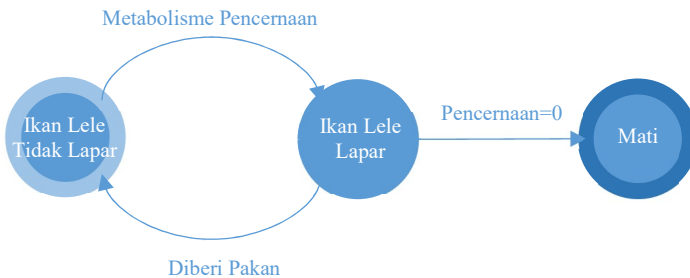 Metabolisme Pencernaan
Ikan Lele
Tidak Lapar
Ikan Lele
Lapar
Pencernaan=0
Mati
Diberi Pakan